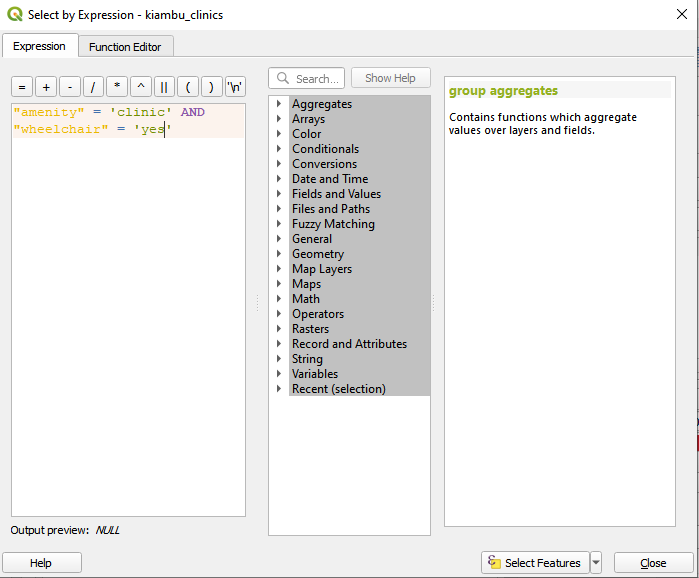 Select by Expression - kiambu_clinics
Expression
Function Editor
= + - / * ^ || ( ) '\n'
"amenity" = 'clinic' AND
"wheelchair" = 'yes'
Output preview: NULL
Search...
Show Help
Aggregates
Arrays
Color
Conditionals
Conversions
Date and Time
Fields and Values
Files and Paths
Fuzzy Matching
General
Geometry
Map Layers
Maps
Math
Operators
Rasters
Record and Attributes
String
Variables
Recent (selection)
group aggregates
Contains functions which aggregate
values over layers and fields.
Help
Select Features
Close